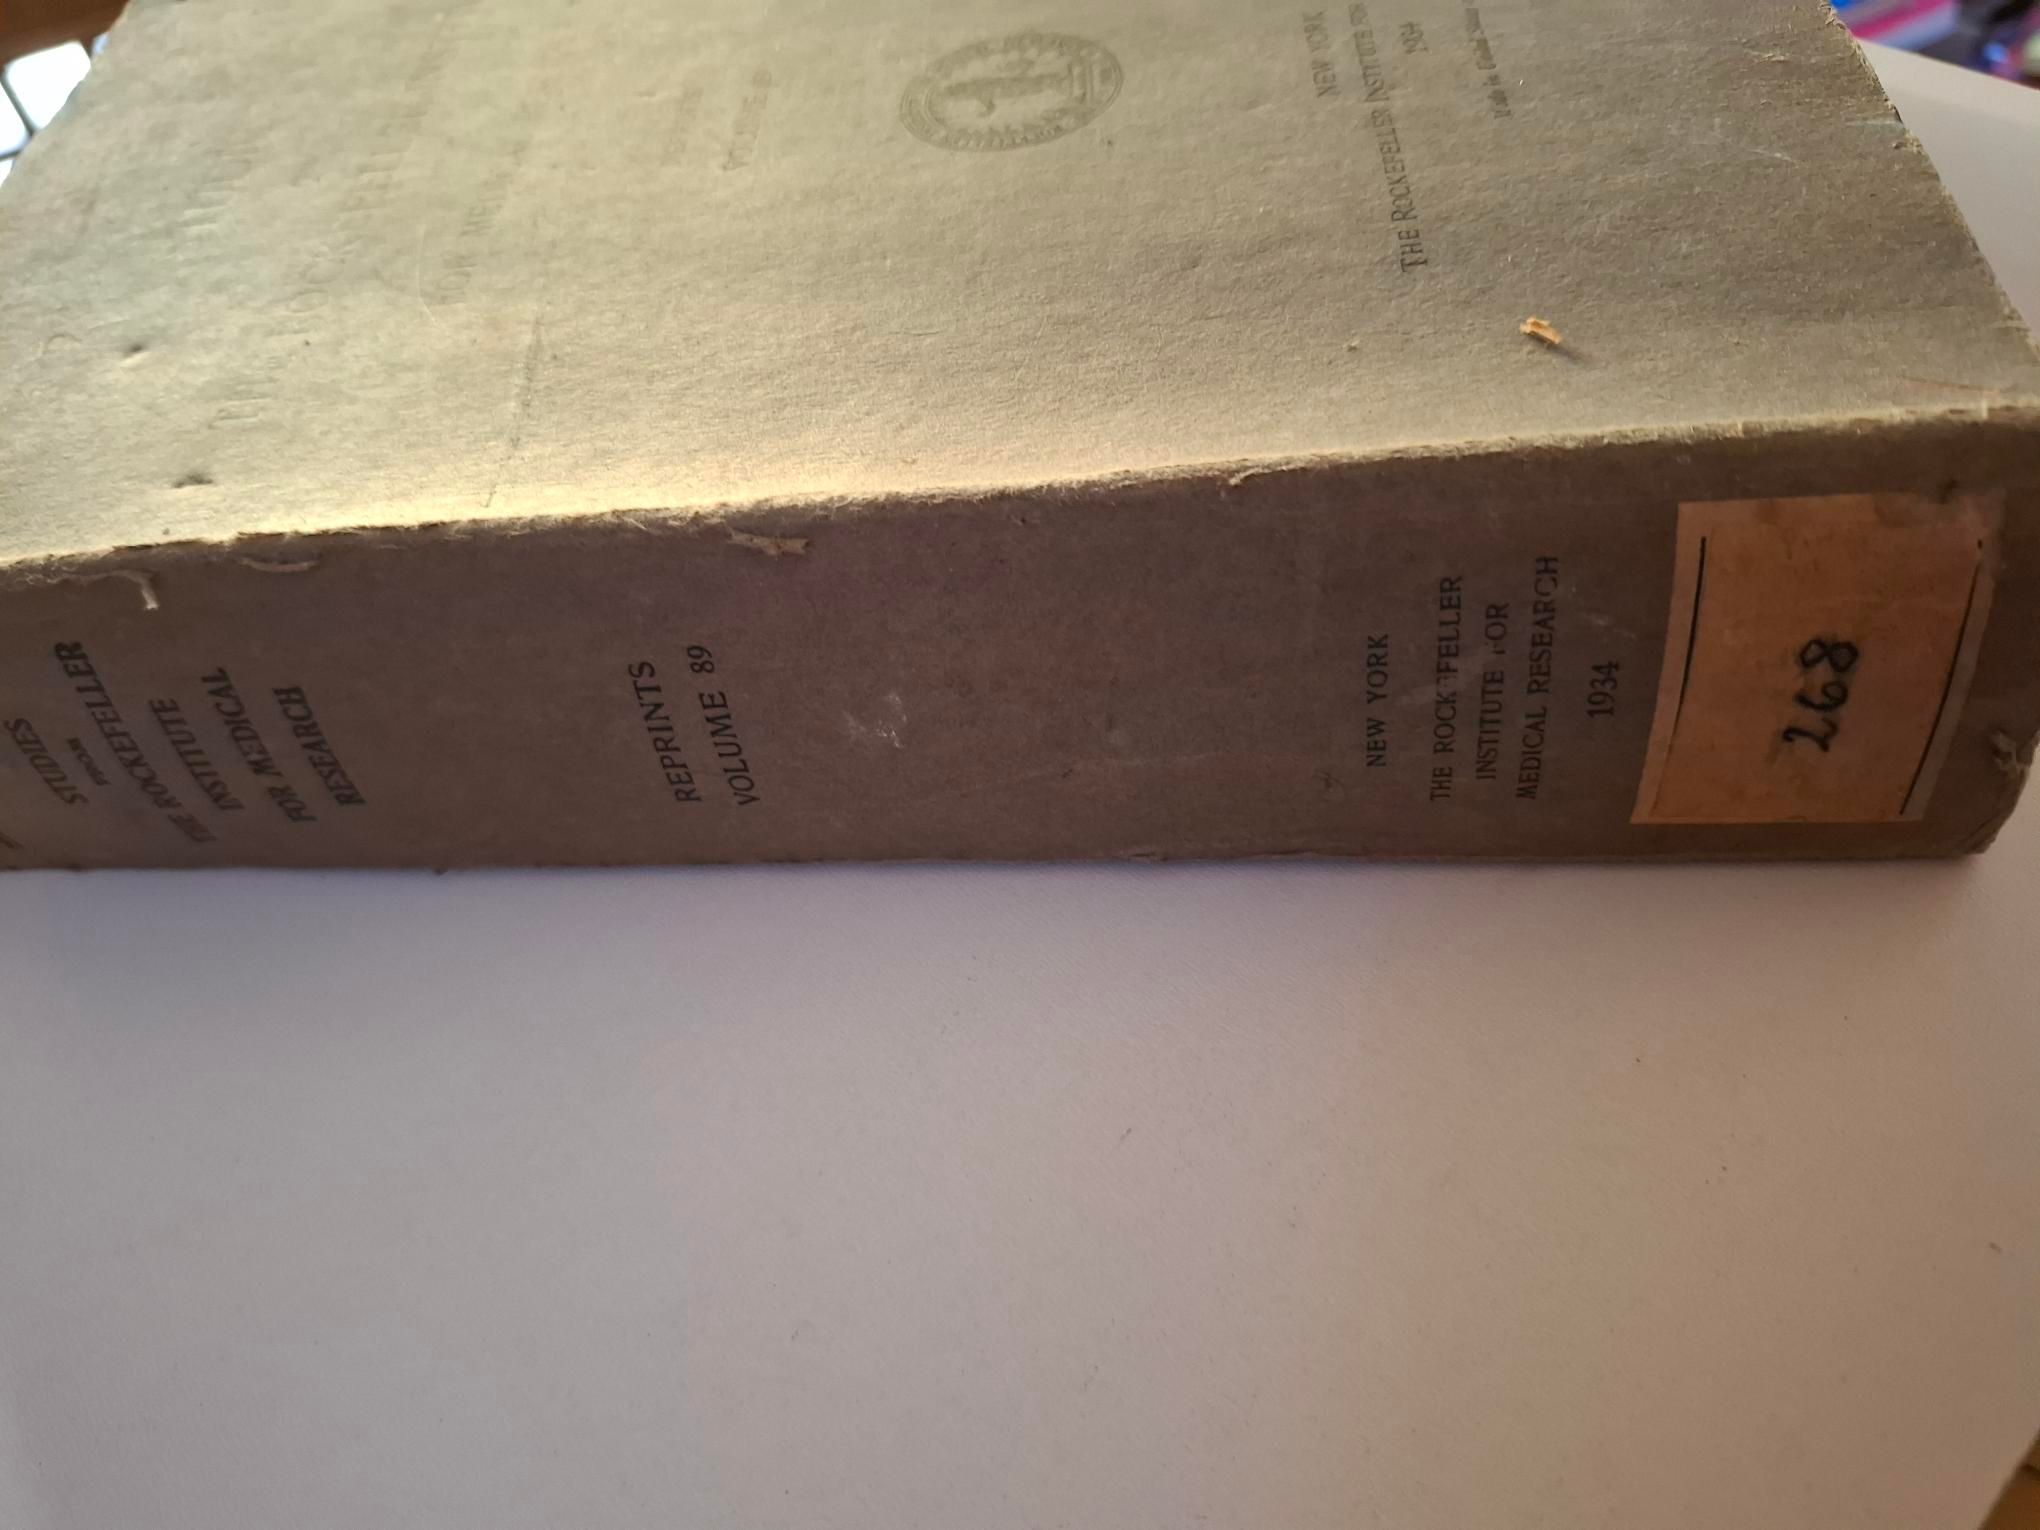 STUDIES
FROM
THE ROCKEFELLER
INSTITUTE
FOR MEDICAL
RESEARCH
REPRINTS
VOLUME 89
NEW YORK
THE ROCKEFELLER
INSTITUTE FOR
MEDICAL RESEARCH
1934
268
NEW YORK
THE ROCKEFELLER INSTITUTE FOR
1934